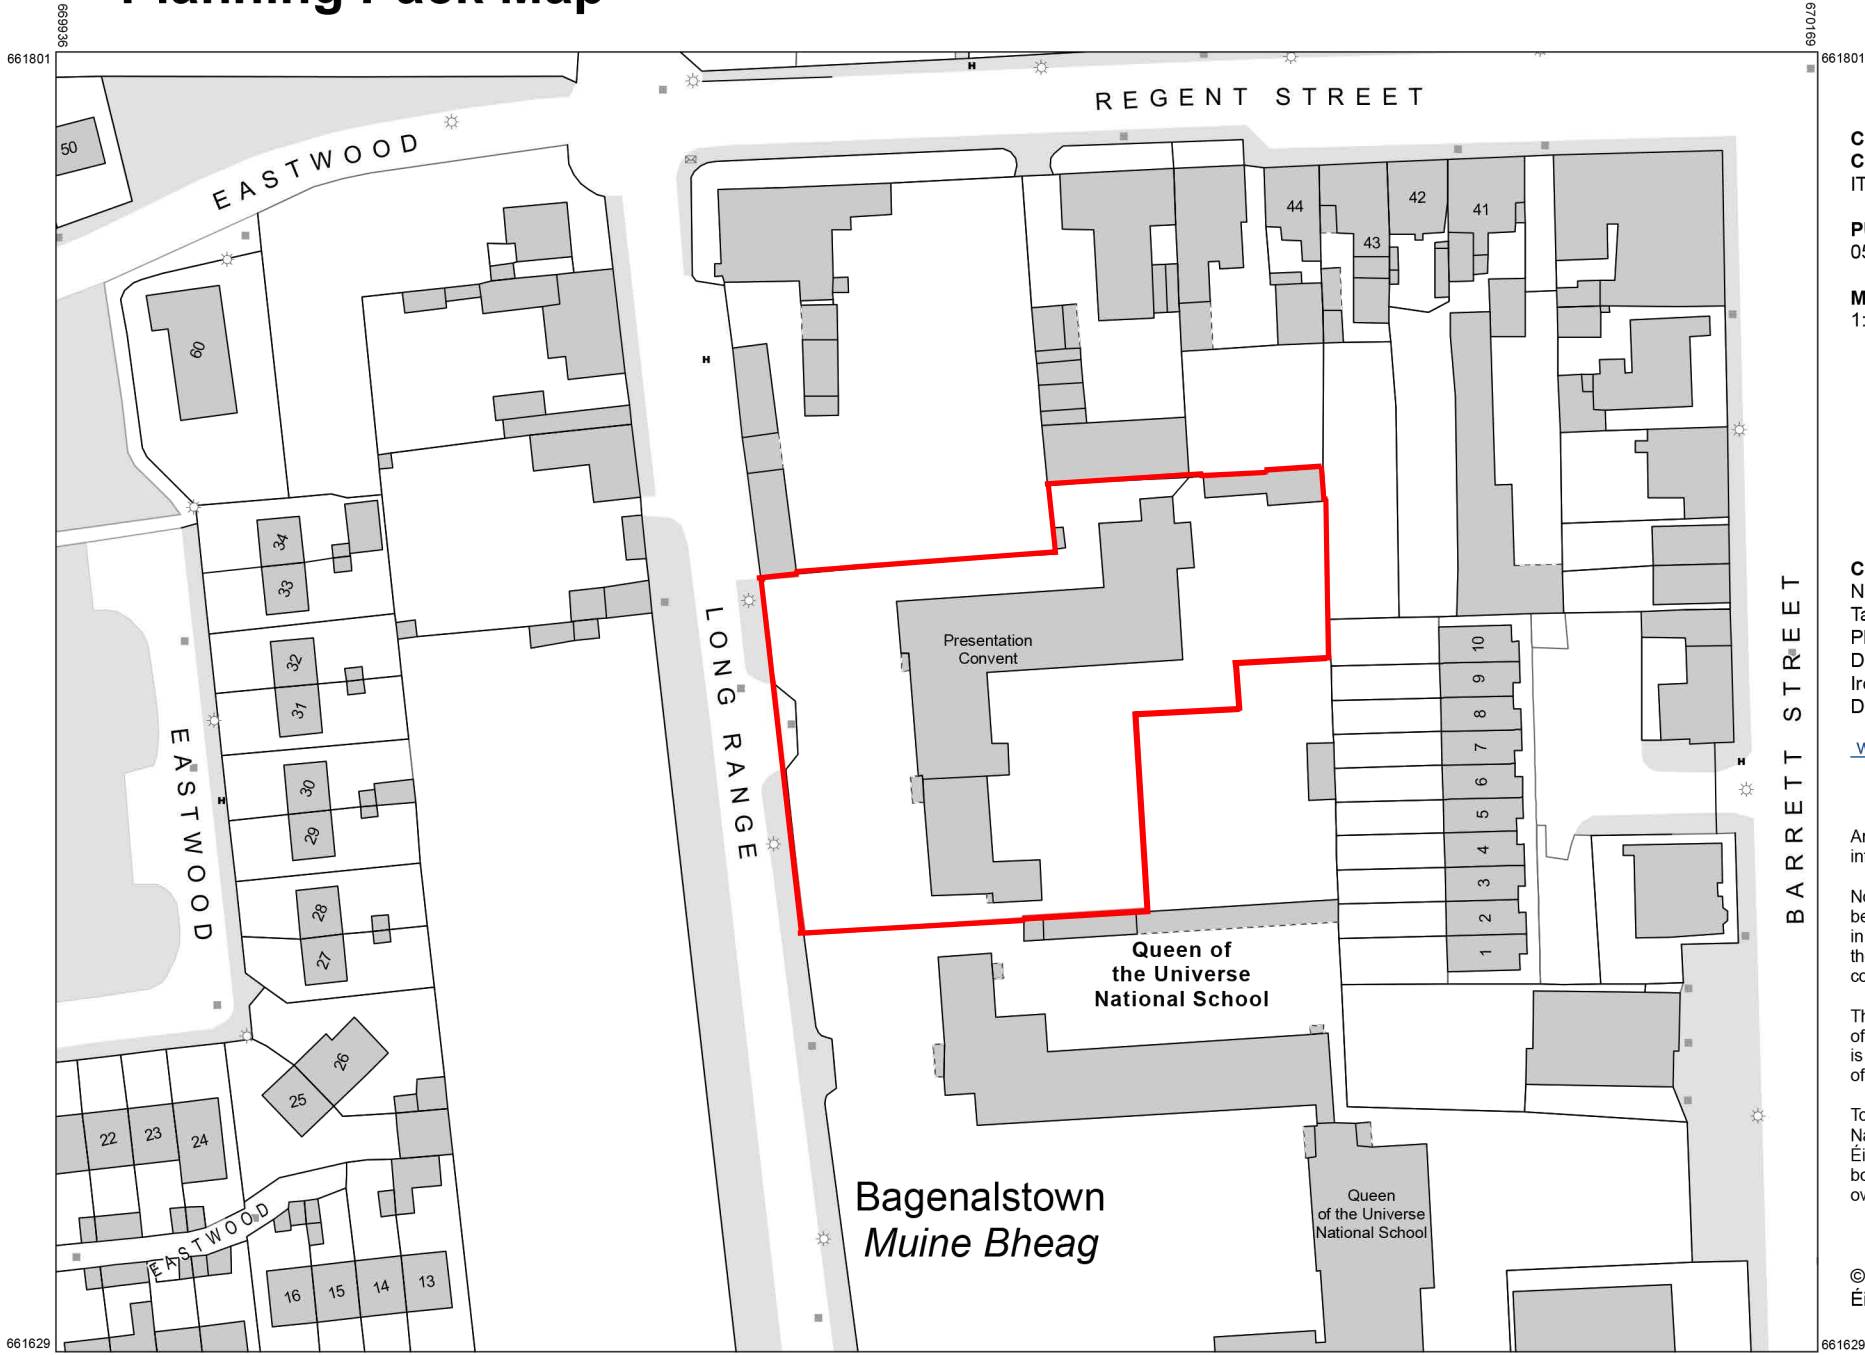 669936
670169
661801
661801
REGENT STREET
EASTWOOD
50
H
44
43
42
41
60
H
34
33
32
31
30
29
28
27
26
25
22
23
24
16
15
14
13
EASTWOOD
H
EASTWOOD
LONG RANGE
Presentation
Convent
10
9
8
7
6
5
4
3
2
1
BARRETT STREET
H
Queen of
the Universe
National School
Bagenalstown
Muine Bheag
Queen
of the Universe
National School
661629
661629